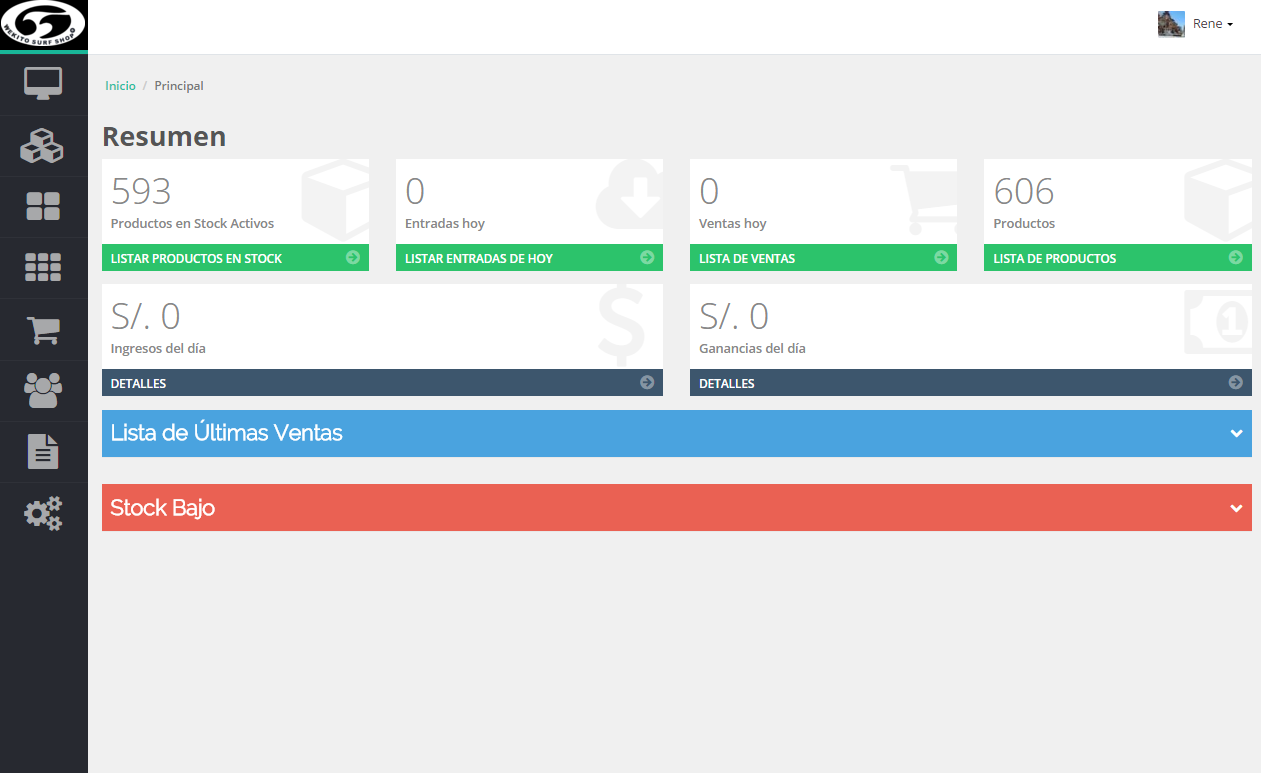 WEKITO SURF SHOP
Rene
Inicio / Principal
Resumen
593
Productos en Stock Activos
LISTAR PRODUCTOS EN STOCK
0
Entradas hoy
LISTAR ENTRADAS DE HOY
0
Ventas hoy
LISTA DE VENTAS
606
Productos
LISTA DE PRODUCTOS
S/. 0
Ingresos del día
DETALLES
S/. 0
Ganancias del día
DETALLES
Lista de Últimas Ventas
Stock Bajo